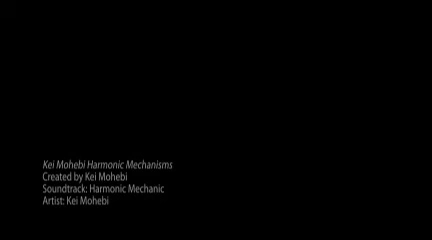 Kei Mohebi Harmonic Mechanisms
Created by Kei Mohebi
Soundtrack: Harmonic Mechanic
Artist: Kei Mohebi